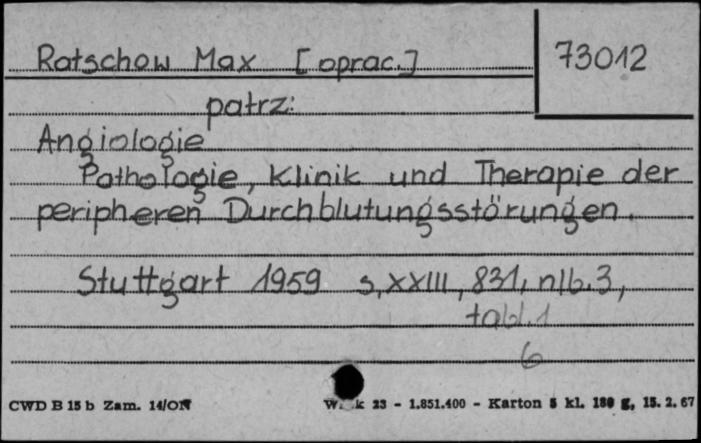 Ratschow Max [oprac.] 73012
patrz:
Angiologie
Pathologie, Klinik und Therapie der
peripheren Durchblutungsstörungen.
Stuttgart 1959 s, XXIII, 831, nlb. 3,
tabl. 1
6
CWD B 15 b Zam. 14/ON 23 - 1.851.400 - Karton 5 kl. 180 g, 15. 2. 67